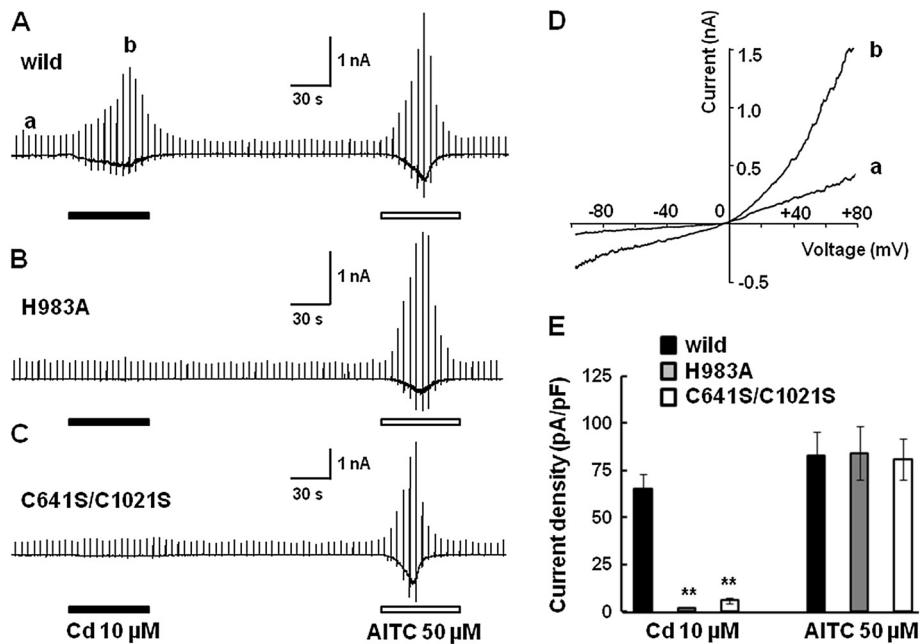 A
wild
a
b
1 nA
30 s
B
H983A
1 nA
30 s
C
C641S/C1021S
1 nA
30 s
Cd 10 µM
AITC 50 µM
D
Current (nA)
1.5
1.0
0.5
-0.5
b
a
-80
-40
0
+40
+80
Voltage (mV)
E
wild
H983A
C641S/C1021S
Current density (pA/pF)
125
100
75
50
25
0
**
**
Cd 10 µM
AITC 50 µM